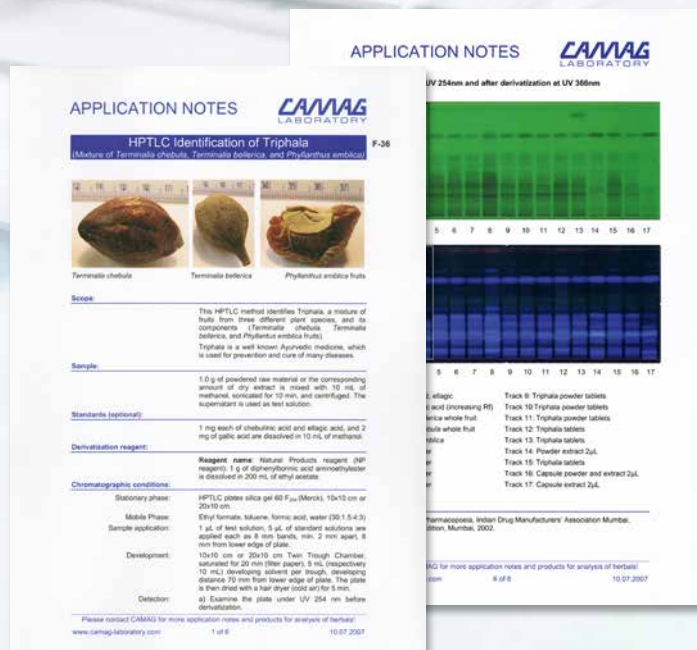 APPLICATION NOTES
CAMAG
LABORATORY
HPTLC Identification of Triphala
(Mixture of Terminalia chebula, Terminalia bellerica, and Phyllanthus emblica)
F-36
Terminalia chebula Terminalia bellerica Phyllanthus emblica fruits
Scope:
This HPTLC method identifies Triphala, a mixture of
fruits from three different plant species, and its
components (Terminalia chebula, Terminalia
bellerica, and Phyllantus emblica fruits).
Triphala is a well known Ayurvedic medicine, which
is used for prevention and cure of many diseases.
Sample:
1.0 g of powdered raw material or the corresponding
amount of dry extract is mixed with 10 mL of
methanol, sonicated for 10 min, and centrifuged. The
supernatant is used as test solution.
Standards (optional):
1 mg each of chebulinic acid and ellagic acid, and 2
mg of gallic acid are dissolved in 10 mL of methanol.
Derivatization reagent:
Reagent name: Natural Products reagent (NP
reagent). 1 g of diphenylborinic acid aminoethylester
is dissolved in 200 mL of ethyl acetate.
Chromatographic conditions:
Stationary phase: HPTLC plates silica gel 60 F254 (Merck), 10x10 cm or
20x10 cm.
Mobile Phase: Ethyl formate, toluene, formic acid, water (30:1.5:4:3)
Sample application: 1 µL of test solution, 5 µL of standard solutions are
applied each as 8 mm bands, min. 2 mm apart, 8
mm from lower edge of plate.
Development: 10x10 cm or 20x10 cm Twin Trough Chamber,
saturated for 20 min (filter paper), 5 mL (respectively
10 mL) developing solvent per trough, developing
distance 70 mm from lower edge of plate. The plate
is then dried with a hair dryer (cold air) for 5 min.
Detection: a) Examine the plate under UV 254 nm before
derivatization.
Please contact CAMAG for more application notes and products for analysis of herbals!
www.camag-laboratory.com 1 of 6 10.07.2007
APPLICATION NOTES
CAMAG
LABORATORY
UV 254nm and after derivatization at UV 366nm
5 6 7 8 9 10 11 12 13 14 15 16 17
5 6 7 8 9 10 11 12 13 14 15 16 17
ellagic
acid (increasing Rf)
whole fruit
whole fruit
Track 9: Triphala powder tablets
Track 10: Triphala powder tablets
Track 11: Triphala powder tablets
Track 12: Triphala tablets
Track 13: Triphala tablets
Track 14: Powder extract 2µL
Track 15: Triphala tablets
Track 16: Capsule powder and extract 2µL
Track 17: Capsule extract 2µL
Indian Drug Manufacturers' Association Mumbai,
Mumbai, 2002.
for more application notes and products for analysis of herbals!
6 of 6 10.07.2007